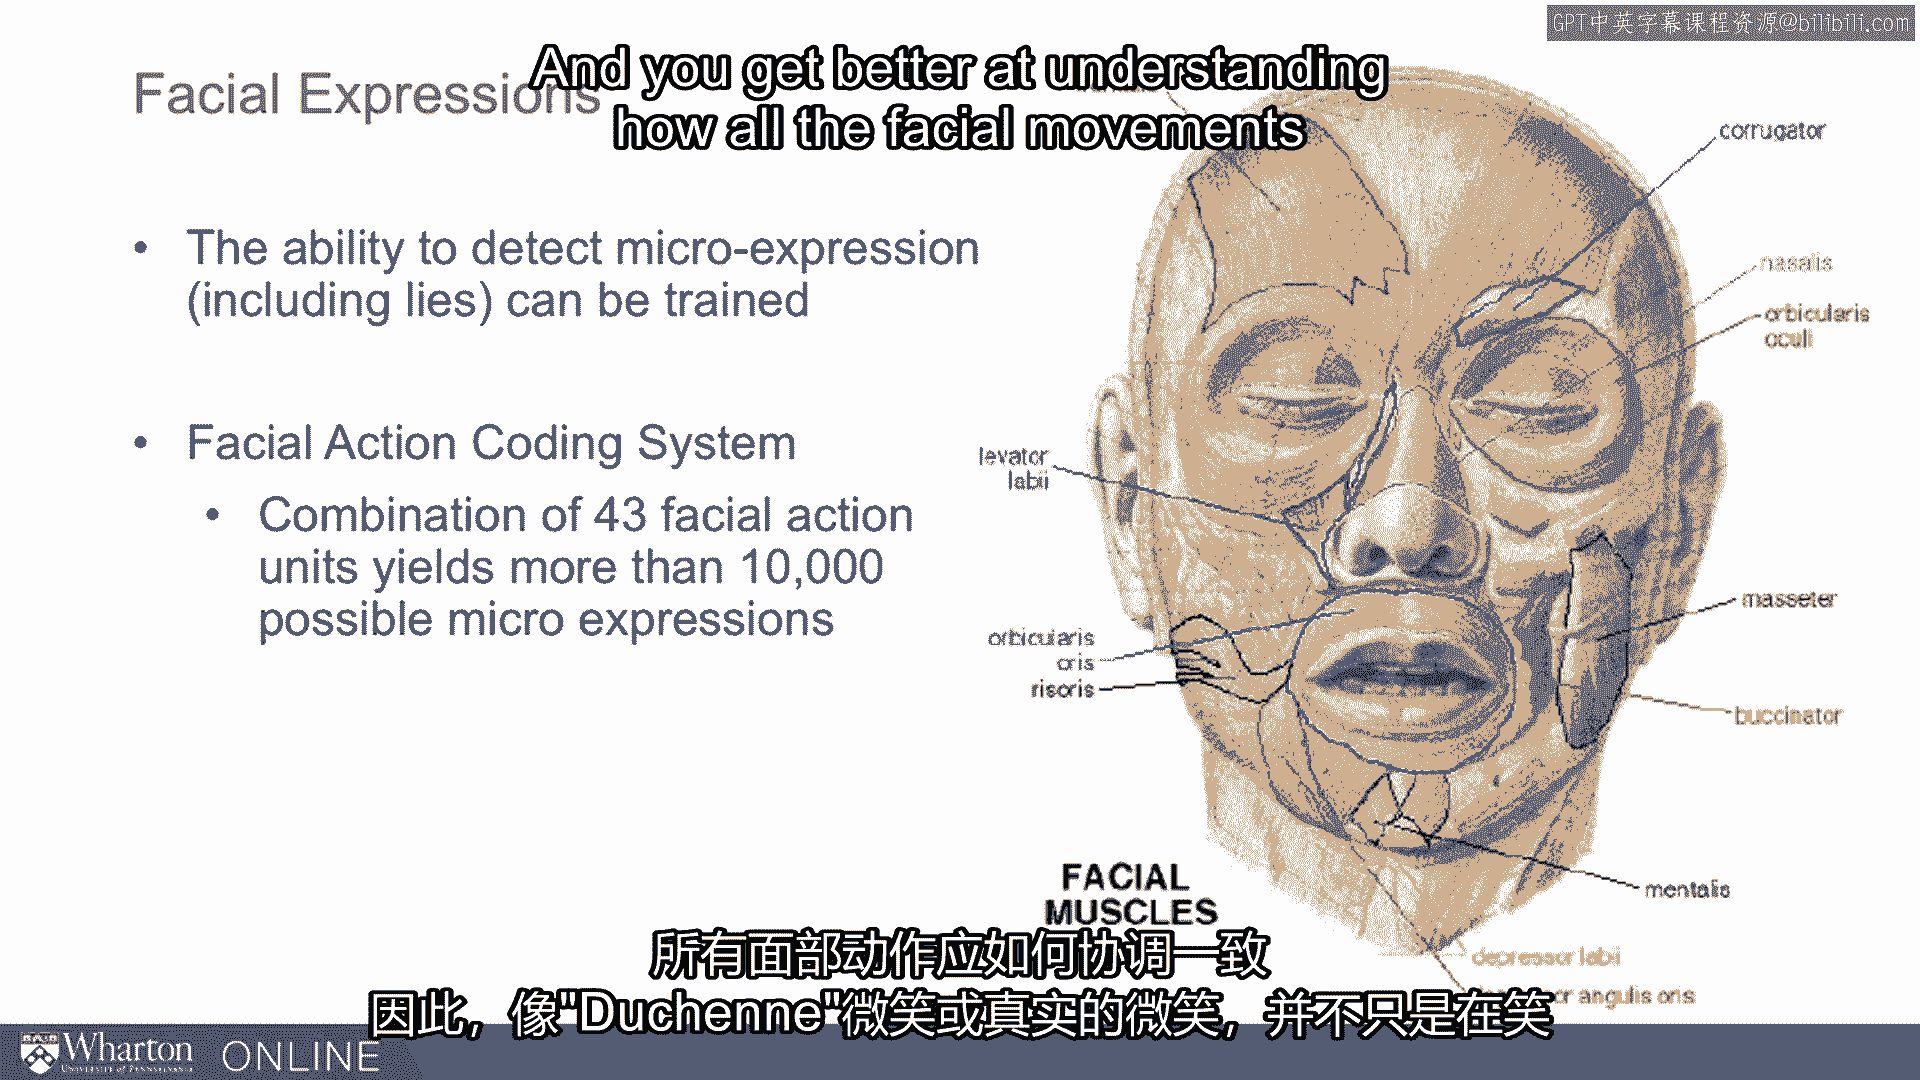 GPT中英字幕课程资源@bilibili.com
And you get better at understanding
how all the facial movements
Facial Expressions
• The ability to detect micro-expression
(including lies) can be trained
• Facial Action Coding System
• Combination of 43 facial action
units yields more than 10,000
possible micro expressions
corrugator
nasalis
orbicularis
oculi
levator
labii
masseter
orbicularis
oris
risoris
buccinator
mentalis
FACIAL
MUSCLES
depressor labii
angulis oris
所有面部动作应如何协调一致
因此，像"Duchenne"微笑或真实的微笑，并不只是在笑
Wharton
UNIVERSITY of PENNSYLVANIA
ONLINE